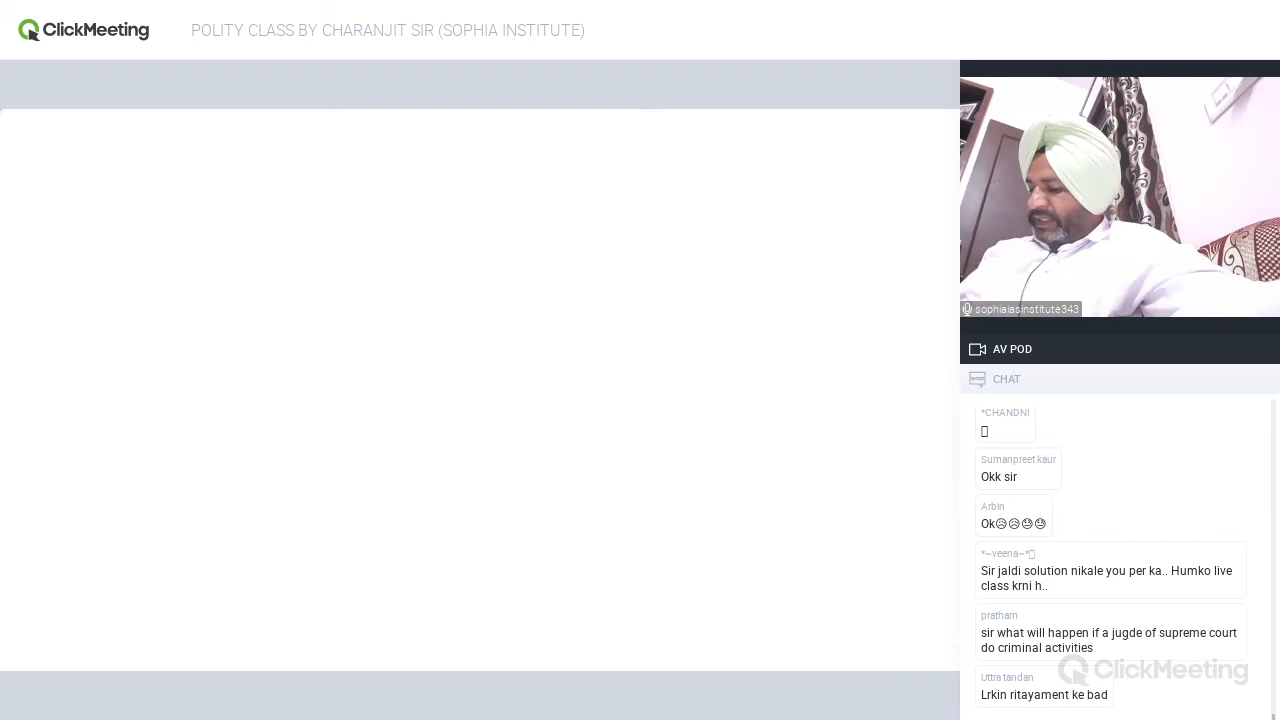 ClickMeeting
POLITY CLASS BY CHARANJIT SIR (SOPHIA INSTITUTE)
sophiaiasinstitute343
AV POD
CHAT
*CHANDNI
Sumanpreet kaur
Okk sir
Arbin
Ok😥😥😓😓
*~veena~*
Sir jaldi solution nikale you per ka.. Humko live
class krni h..
pratham
sir what will happen if a jugde of supreme court
do criminal activities
ClickMeeting
Uttra tandan
Lrkin ritayament ke bad